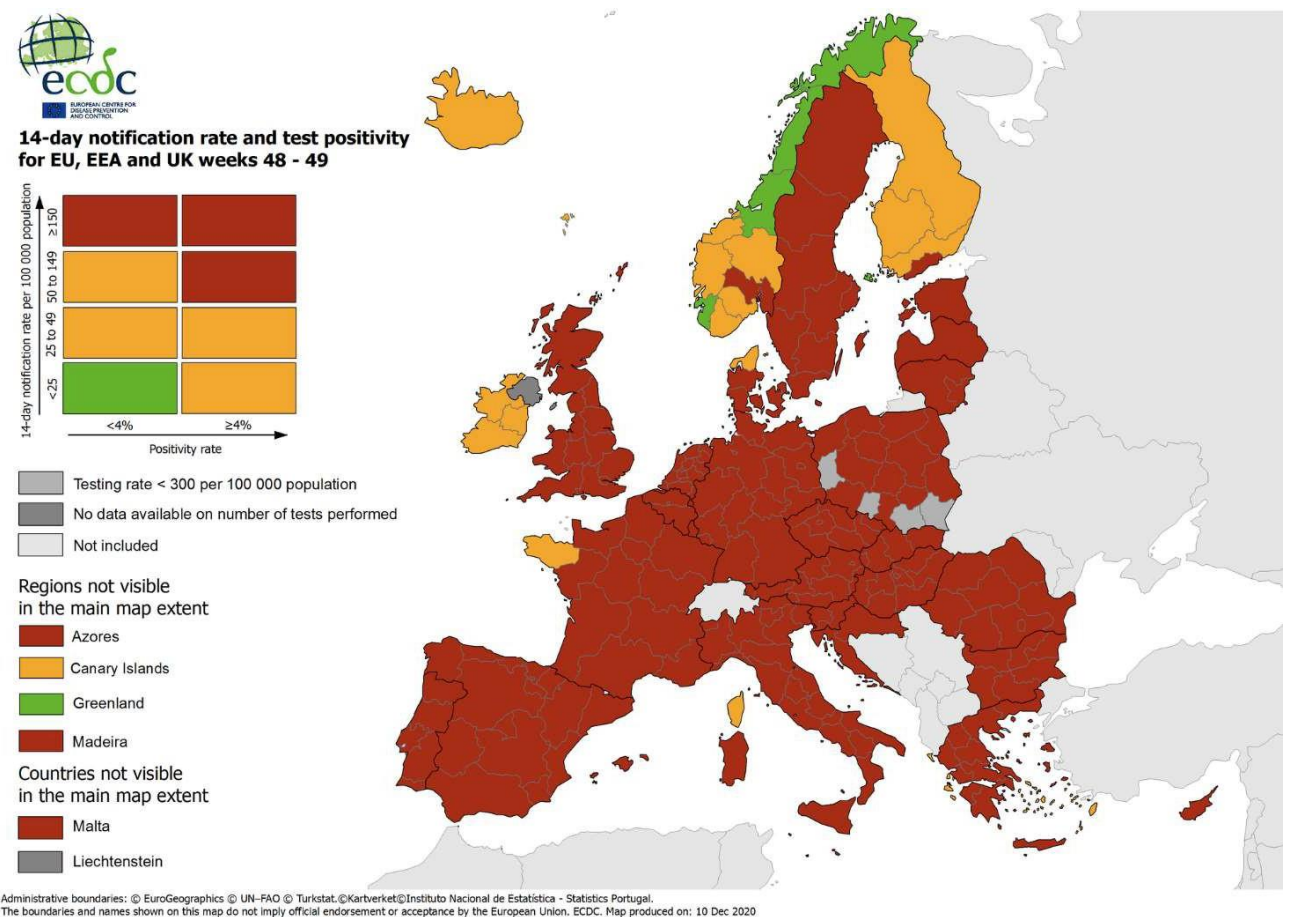 ecdc
EUROPEAN CENTRE FOR
DISEASE PREVENTION
AND CONTROL
14-day notification rate and test positivity
for EU, EEA and UK weeks 48 - 49
14-day notification rate per 100 000 population
≥150
50 to 149
25 to 49
<25
<4%
≥4%
Positivity rate
Testing rate < 300 per 100 000 population
No data available on number of tests performed
Not included
Regions not visible
in the main map extent
Azores
Canary Islands
Greenland
Madeira
Countries not visible
in the main map extent
Malta
Liechtenstein
Administrative boundaries: © EuroGeographics © UN–FAO © Turkstat.©Kartverket©Instituto Nacional de Estatística - Statistics Portugal.
The boundaries and names shown on this map do not imply official endorsement or acceptance by the European Union. ECDC. Map produced on: 10 Dec 2020